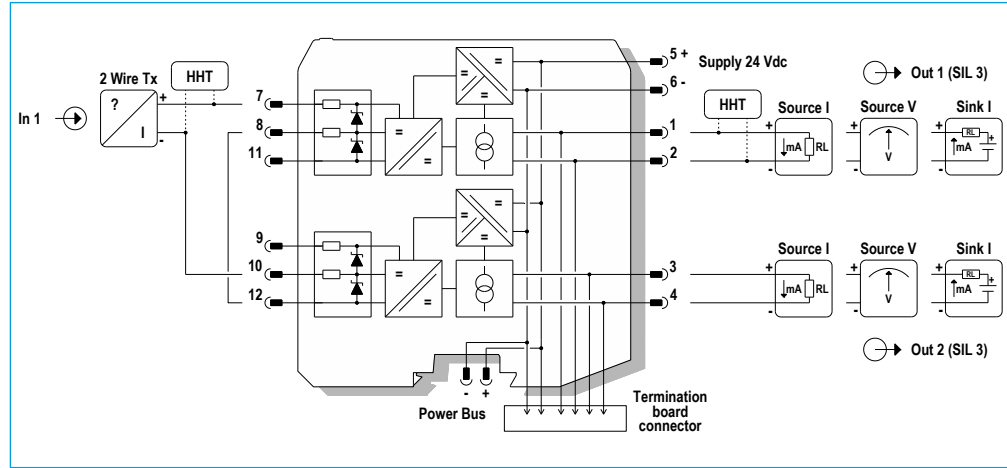 5 + Supply 24 Vdc
6 -
Out 1 (SIL 3)
2 Wire Tx
HHT
In 1
?
I
+
-
7
8
11
=
=
=
=
=
1
2
HHT
Source I
Source V
Sink I
+
-
mA
RL
+
-
V
+
-
RL
mA
+
9
10
12
=
=
=
=
=
3
4
Source I
Source V
Sink I
+
-
mA
RL
+
-
V
+
-
RL
mA
+
Out 2 (SIL 3)
- +
Power Bus
Termination
board
connector